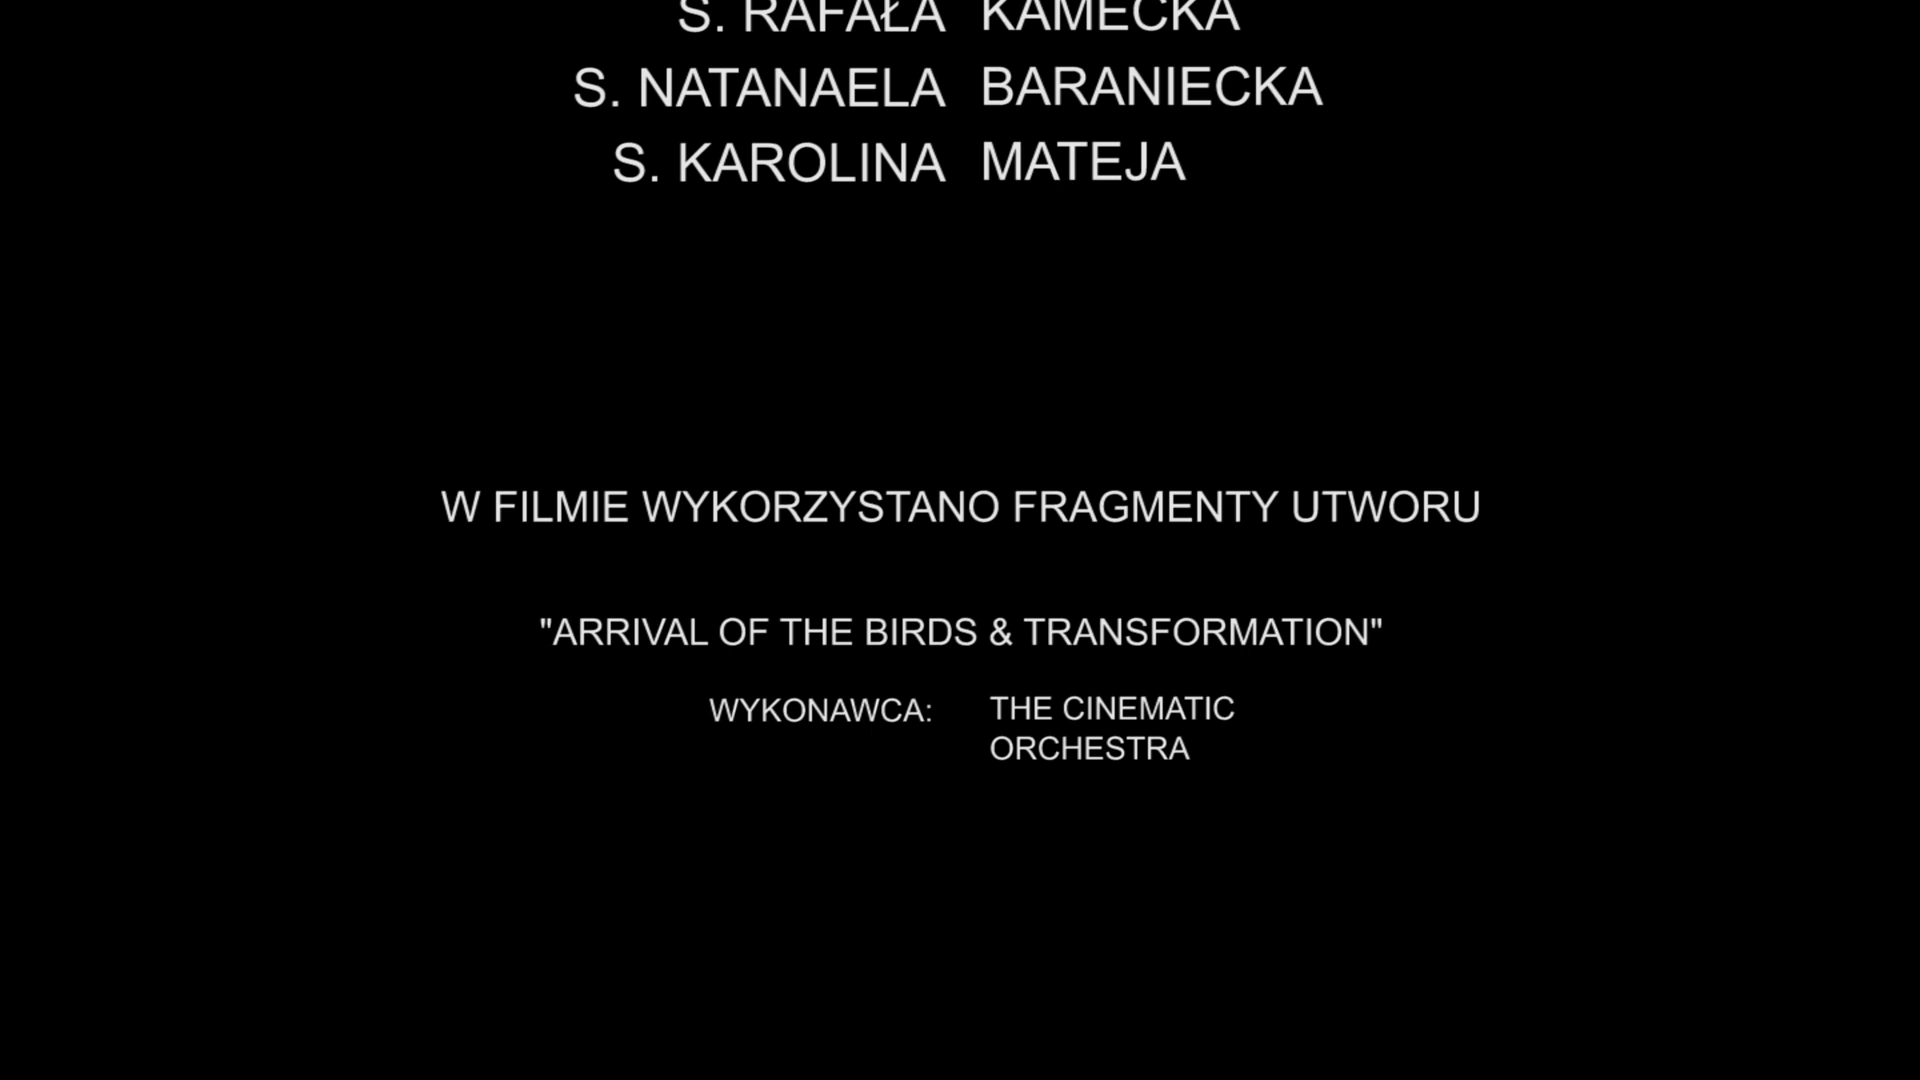 S. RAFAŁA KAMECKA
S. NATANAELA BARANIECKA
S. KAROLINA MATEJA
W FILMIE WYKORZYSTANO FRAGMENTY UTWORU
"ARRIVAL OF THE BIRDS & TRANSFORMATION"
WYKONAWCA: THE CINEMATIC
ORCHESTRA